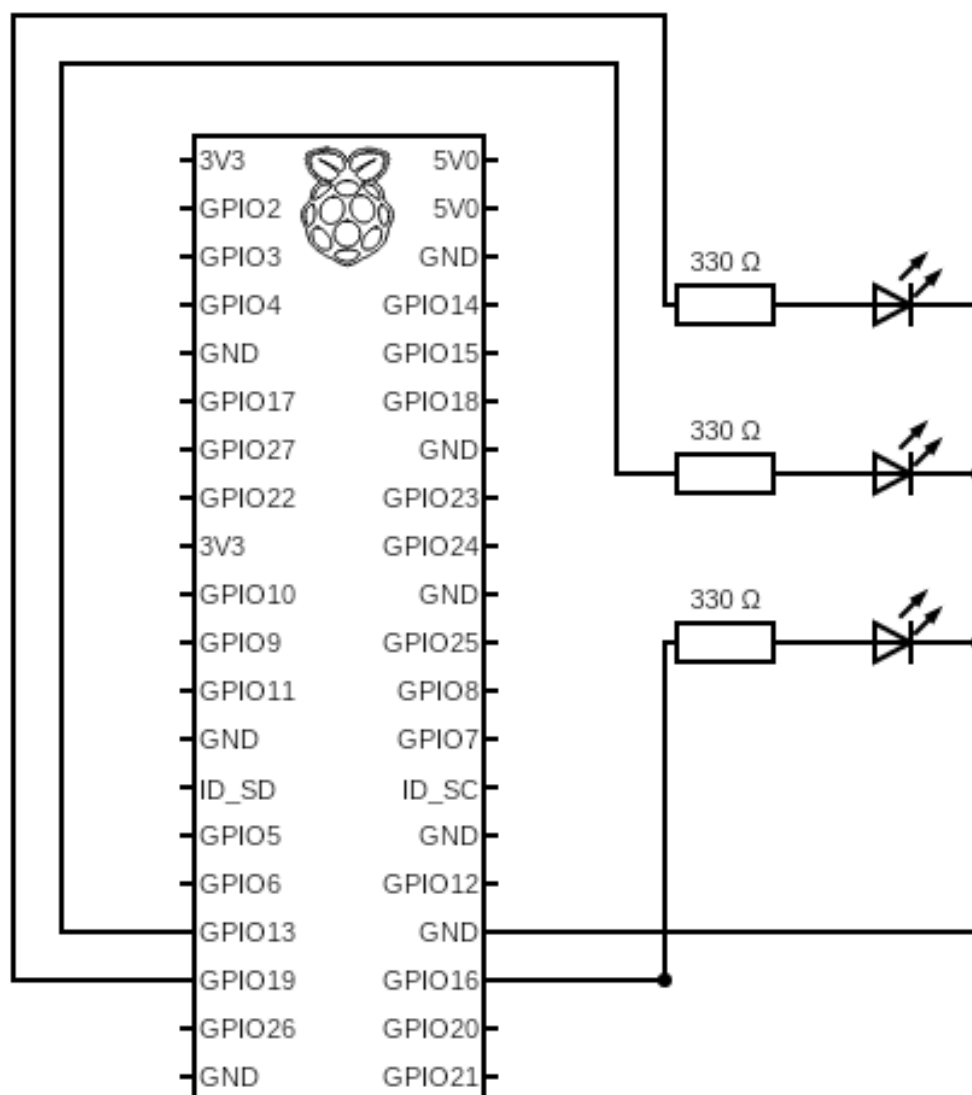 3V3 5V0
GPIO2 5V0
GPIO3 GND
330 Ω
GPIO4 GPIO14
GND GPIO15
GPIO17 GPIO18
330 Ω
GPIO27 GND
GPIO22 GPIO23
3V3 GPIO24
GPIO10 GND
330 Ω
GPIO9 GPIO25
GPIO11 GPIO8
GND GPIO7
ID_SD ID_SC
GPIO5 GND
GPIO6 GPIO12
GPIO13 GND
GPIO19 GPIO16
GPIO26 GPIO20
GND GPIO21